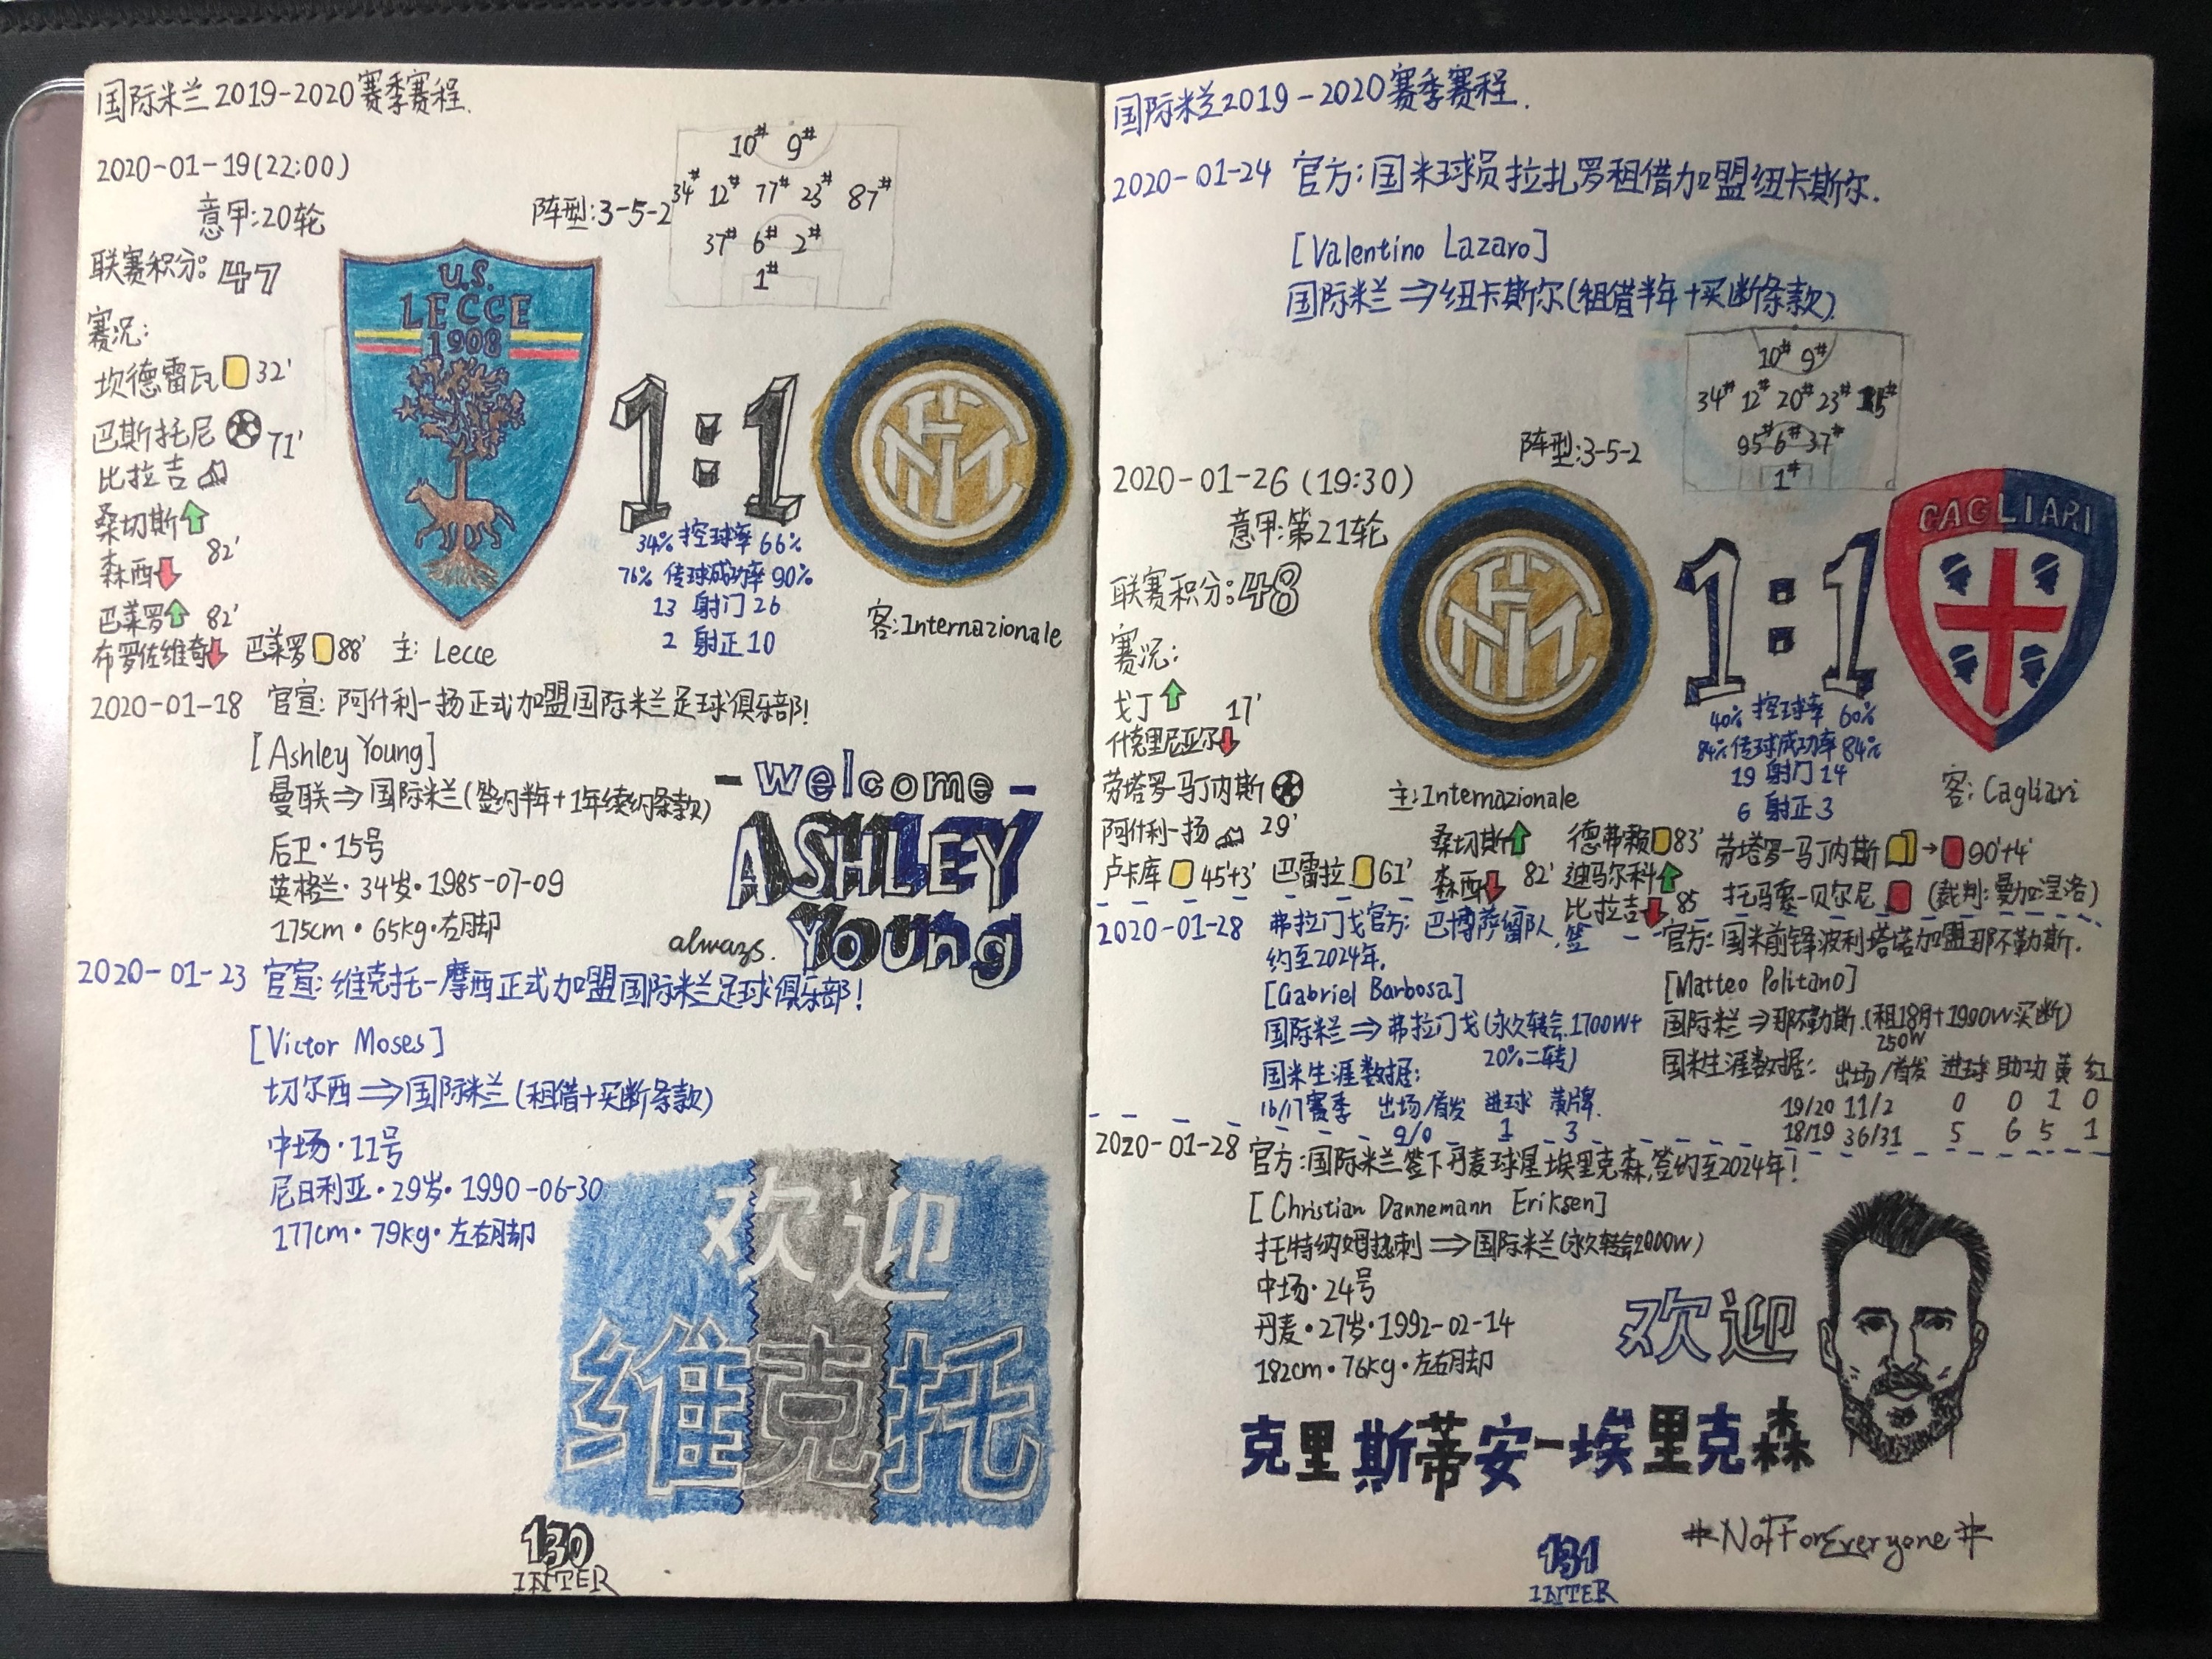 国际米兰2019-2020赛季赛程.
2020-01-19(22:00)
意甲:20轮
阵型:3-5-2
10# 9#
34# 12# 77# 23# 87#
37# 6# 2#
1#
联赛积分:47
赛况:
坎德雷瓦 32'
巴斯托尼 71'
比拉吉
桑切斯
82'
森西
巴莱罗 82'
布罗佐维奇 巴莱罗 88'
U.S.
LECCE
1908
1:1
34% 控球率 66%
76% 传球成功率 90%
13 射门 26
2 射正 10
主: Lecce
客:Internazionale
2020-01-18 官宣: 阿什利-扬正式加盟国际米兰足球俱乐部!
[Ashley Young]
曼联⇒国际米兰(签约半年+1年续约条款)
后卫·15号
英格兰·34岁·1985-07-09
175cm·65kg·右脚
-welcome-
ASHLEY
Young
always.
2020-01-23 官宣:维克托-摩西正式加盟国际米兰足球俱乐部!
[Victor Moses]
切尔西⇒国际米兰(租借+买断条款)
中场·11号
尼日利亚·29岁·1990-06-30
177cm·79kg·左右脚
欢迎
维克托
130
INTER
国际米兰2019-2020赛季赛程.
2020-01-24 官方:国米球员拉扎罗租借加盟纽卡斯尔.
[Valentino Lazaro]
国际米兰⇒纽卡斯尔(租借半年+买断条款).
10# 9#
34# 12# 20# 23# 15#
95# 6# 37#
1#
阵型:3-5-2
2020-01-26 (19:30)
意甲:第21轮
联赛积分:48
赛况:
戈丁
17'
什克里尼亚尔
劳塔罗-马丁内斯
阿什利-扬 29'
卢卡库 45'+3' 巴雷拉 61'
桑切斯
森西 82'
德弗赖 83'
迪马尔科
比拉吉 85
劳塔罗-马丁内斯 → 90'+4'
托马索-贝尔尼 (裁判:曼加涅洛)
CAGLIARI
1:1
40% 控球率 60%
84% 传球成功率 84%
19 射门 14
6 射正 3
主:Internazionale
客:Cagliari
2020-01-28 弗拉门戈官方: 巴博萨留队,签
约至2024年.
[Gabriel Barbosa]
国际米兰⇒弗拉门戈(永久转会.1700W+
20%二转)
国米生涯数据:
16/17赛季 出场/首发 进球 黄牌.
9/0 1 3
官方:国米前锋波利塔诺加盟那不勒斯.
[Matteo Politano]
国际米兰⇒那不勒斯.(租18月+1900W买断)
250W
国米生涯数据: 出场/首发 进球 助功 黄 红
19/20 11/2 0 0 1 0
18/19 36/31 5 6 5 1
2020-01-28 官方:国际米兰签下丹麦球星埃里克森,签约至2024年!
[Christian Dannemann Eriksen]
托特纳姆热刺⇒国际米兰(永久转会2000W)
中场·24号
丹麦·27岁·1992-02-14
182cm·76kg·左右脚
欢迎
克里斯蒂安-埃里克森
#NotForEveryone#
131
INTER